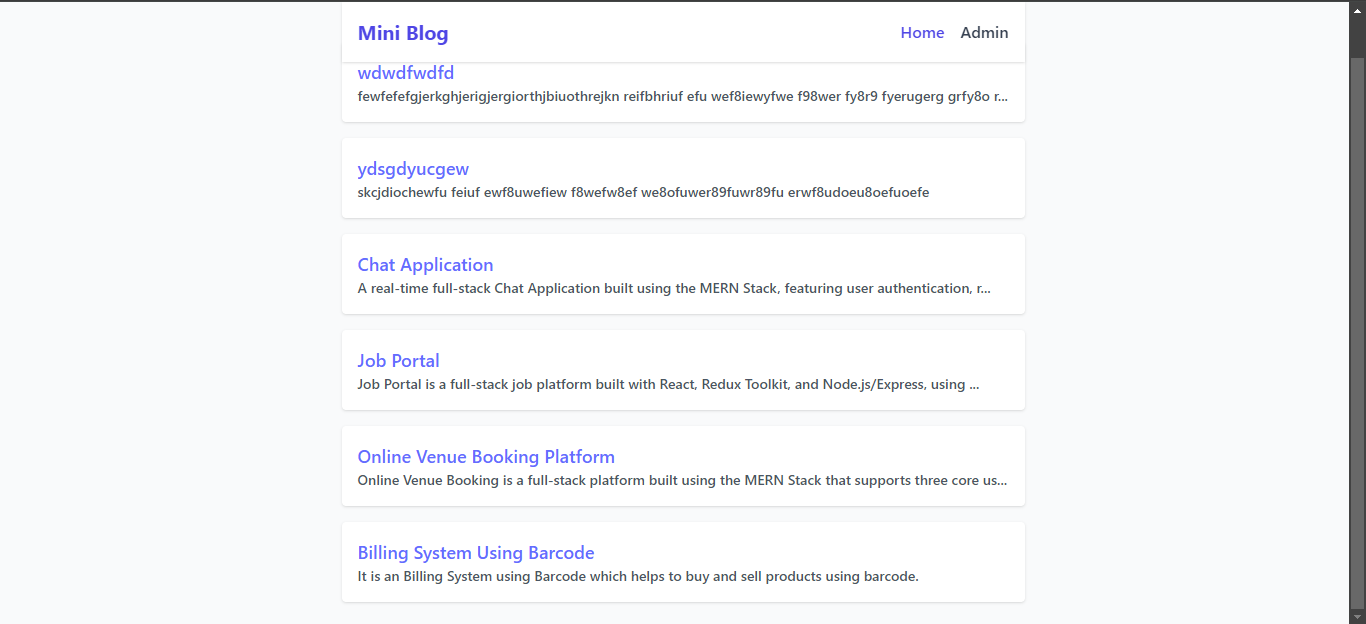 Mini Blog
Home Admin
wdwdfwdfd
fewfefefgjerkghjerigjergiorthjbiuothrejkn reifbhriuf efu wef8iewyfwe f98wer fy8r9 fyerugerg grfy8o r...
ydsgdyucgew
skcjdiochewfu feiuf ewf8uwefiew f8wefw8ef we8ofuwer89fuwr89fu erwf8udoeu8oefuoefe
Chat Application
A real-time full-stack Chat Application built using the MERN Stack, featuring user authentication, r...
Job Portal
Job Portal is a full-stack job platform built with React, Redux Toolkit, and Node.js/Express, using ...
Online Venue Booking Platform
Online Venue Booking is a full-stack platform built using the MERN Stack that supports three core us...
Billing System Using Barcode
It is an Billing System using Barcode which helps to buy and sell products using barcode.